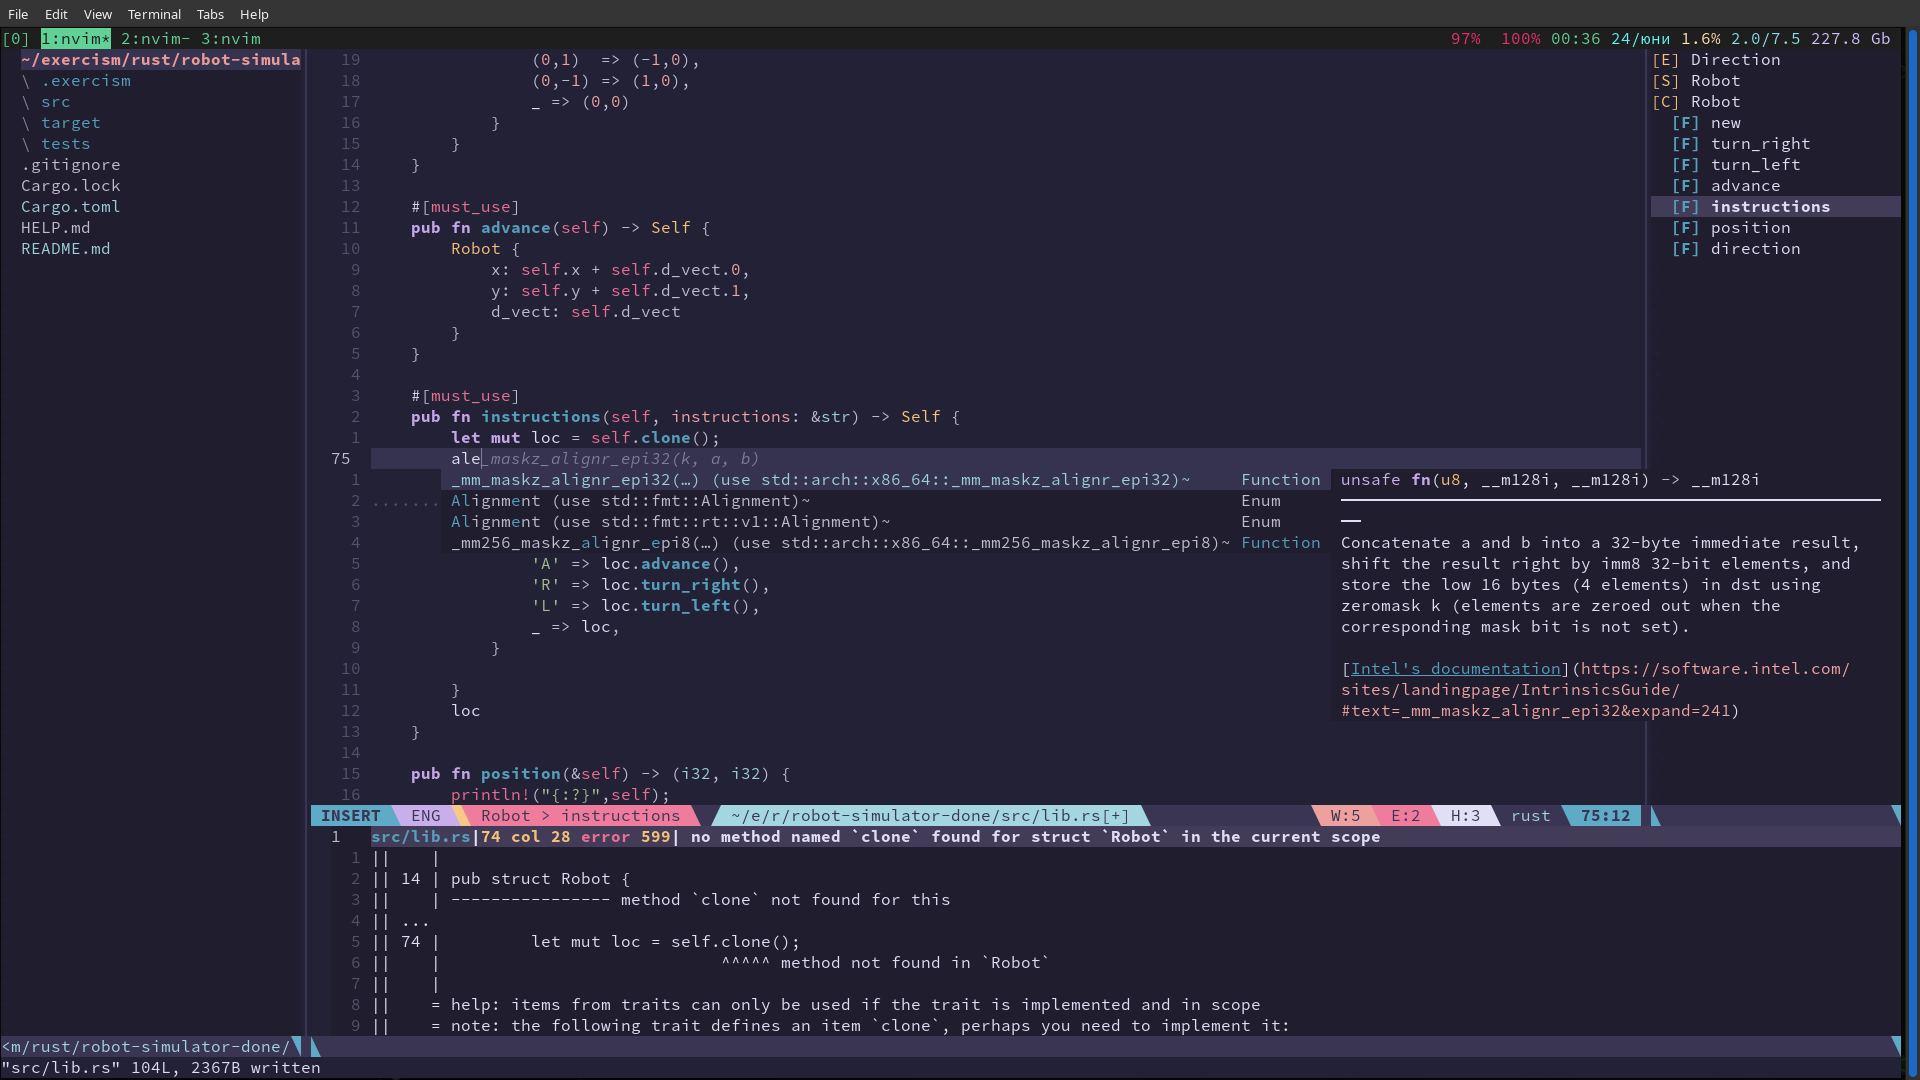 File Edit View Terminal Tabs Help
[0] 1:nvim* 2:nvim- 3:nvim 97% 100% 00:36 24/юни 1.6% 2.0/7.5 227.8 Gb
~/exercism/rust/robot-simula
\ .exercism
\ src
\ target
\ tests
.gitignore
Cargo.lock
Cargo.toml
HELP.md
README.md
19 (0,1) => (-1,0),
18 (0,-1) => (1,0),
17 _ => (0,0)
16 }
15 }
14 }
13
12 #[must_use]
11 pub fn advance(self) -> Self {
10 Robot {
9 x: self.x + self.d_vect.0,
8 y: self.y + self.d_vect.1,
7 d_vect: self.d_vect
6 }
5 }
4
3 #[must_use]
2 pub fn instructions(self, instructions: &str) -> Self {
1 let mut loc = self.clone();
75 ale_maskz_alignr_epi32(k, a, b)
1 _mm_maskz_alignr_epi32(…) (use std::arch::x86_64::_mm_maskz_alignr_epi32)~ Function
2 ....... Alignment (use std::fmt::Alignment)~ Enum
3 Alignment (use std::fmt::rt::v1::Alignment)~ Enum
4 _mm256_maskz_alignr_epi8(…) (use std::arch::x86_64::_mm256_maskz_alignr_epi8)~ Function
5 'A' => loc.advance(),
6 'R' => loc.turn_right(),
7 'L' => loc.turn_left(),
8 _ => loc,
9 }
10
11 }
12 loc
13 }
14
15 pub fn position(&self) -> (i32, i32) {
16 println!("{:?}",self);
unsafe fn(u8, __m128i, __m128i) -> __m128i
Concatenate a and b into a 32-byte immediate result,
shift the result right by imm8 32-bit elements, and
store the low 16 bytes (4 elements) in dst using
zeromask k (elements are zeroed out when the
corresponding mask bit is not set).
[Intel's documentation](https://software.intel.com/
sites/landingpage/IntrinsicsGuide/
#text=_mm_maskz_alignr_epi32&expand=241)
[E] Direction
[S] Robot
[C] Robot
[F] new
[F] turn_right
[F] turn_left
[F] advance
[F] instructions
[F] position
[F] direction
INSERT ENG Robot > instructions ~/e/r/robot-simulator-done/src/lib.rs[+] W:5 E:2 H:3 rust 75:12
1 src/lib.rs|74 col 28 error 599| no method named `clone` found for struct `Robot` in the current scope
1 || |
2 || 14 | pub struct Robot {
3 || | ---------------- method `clone` not found for this
4 || ...
5 || 74 | let mut loc = self.clone();
6 || | ^^^^^ method not found in `Robot`
7 || |
8 || = help: items from traits can only be used if the trait is implemented and in scope
9 || = note: the following trait defines an item `clone`, perhaps you need to implement it:
<m/rust/robot-simulator-done/
"src/lib.rs" 104L, 2367B written